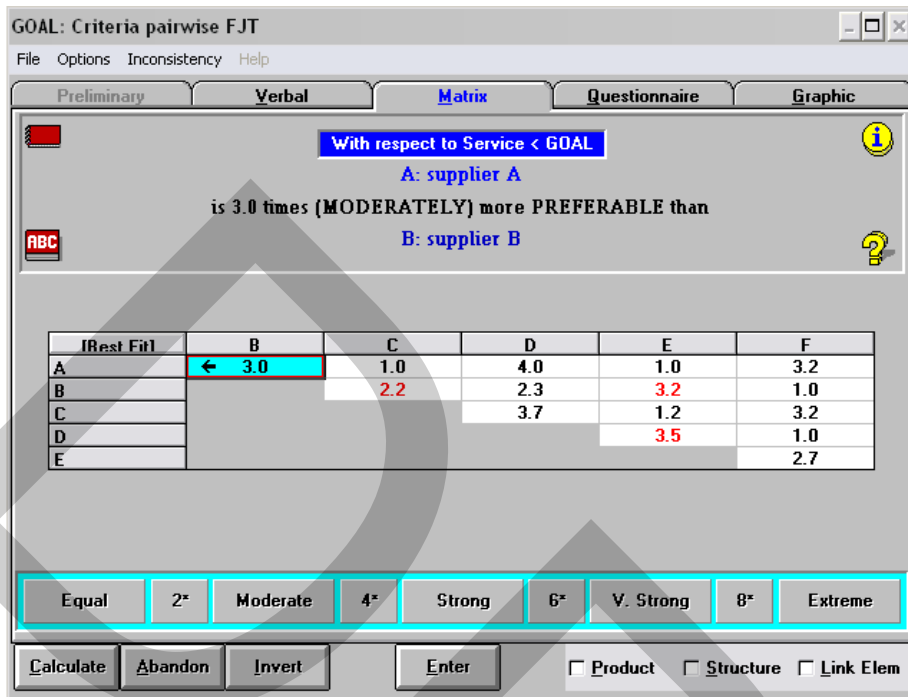 GOAL: Criteria pairwise FJT
File Options Inconsistency Help
Preliminary Verbal Matrix Questionnaire Graphic
With respect to Service < GOAL
A: supplier A
is 3.0 times (MODERATELY) more PREFERABLE than
ABC B: supplier B
[Best Fit] B C D E F
A ← 3.0 1.0 4.0 1.0 3.2
B 2.2 2.3 3.2 1.0
C 3.7 1.2 3.2
D 3.5 1.0
E 2.7
Equal 2* Moderate 4* Strong 6* V. Strong 8* Extreme
Calculate Abandon Invert Enter Product Structure Link Elem